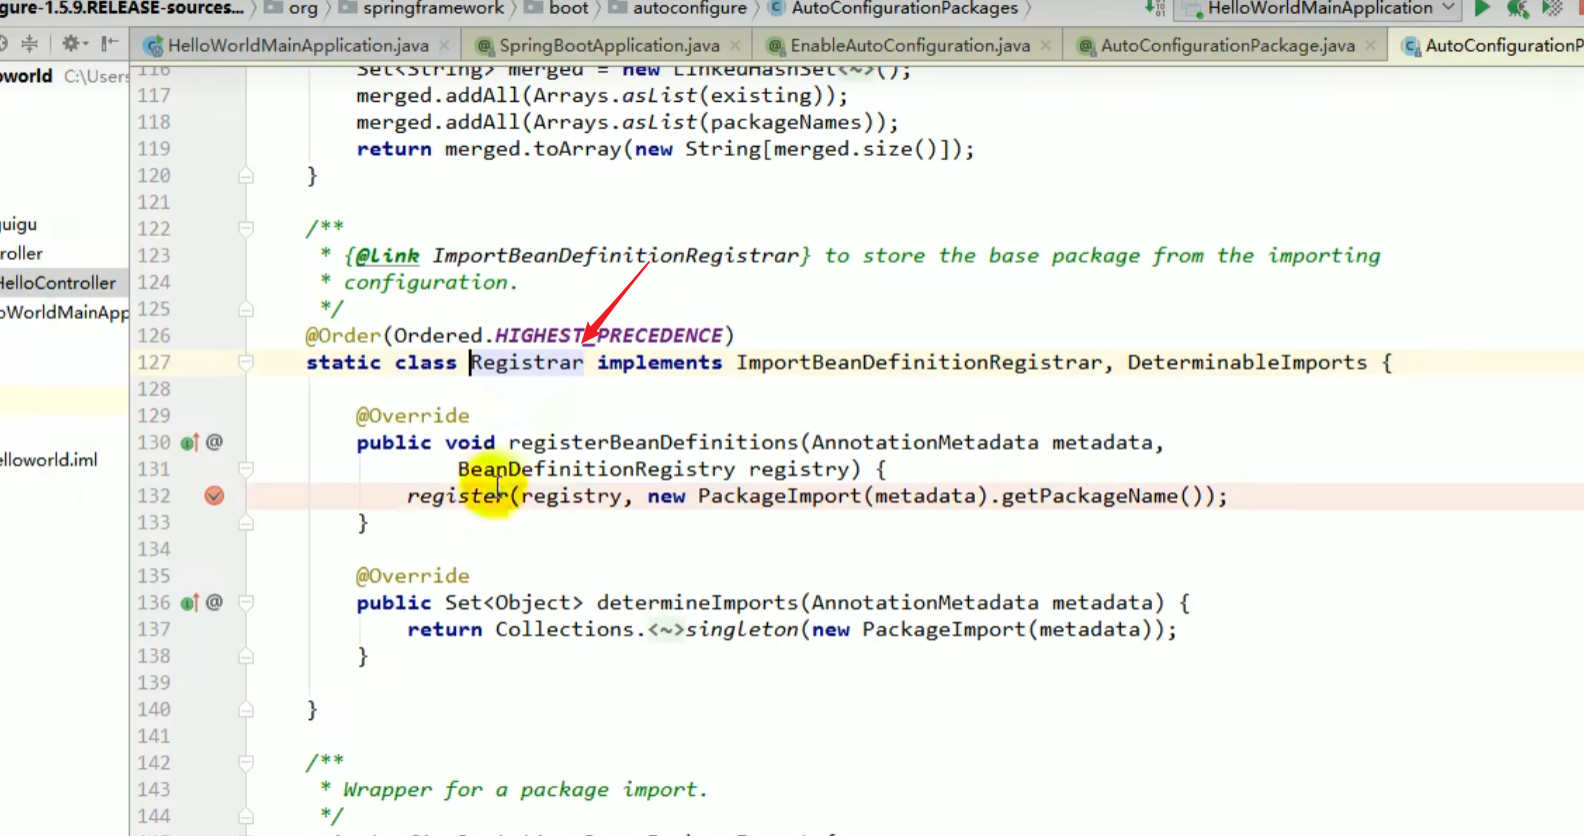 gure-1.5.9.RELEASE-sources... org springframework boot autoconfigure AutoConfigurationPackages HelloWorldMainApplication
HelloWorldMainApplication.java SpringBootApplication.java EnableAutoConfiguration.java AutoConfigurationPackage.java AutoConfigurationP
oworld C:\Users
uigu
roller
HelloController
oWorldMainApp
elloworld.iml
116 Set<String> merged = new LinkedHashSet<~>();
117 merged.addAll(Arrays.asList(existing));
118 merged.addAll(Arrays.asList(packageNames));
119 return merged.toArray(new String[merged.size()]);
120 }
121
122 /**
123 * {@link ImportBeanDefinitionRegistrar} to store the base package from the importing
124 * configuration.
125 */
126 @Order(Ordered.HIGHEST_PRECEDENCE)
127 static class Registrar implements ImportBeanDefinitionRegistrar, DeterminableImports {
128
129 @Override
130 public void registerBeanDefinitions(AnnotationMetadata metadata,
131 BeanDefinitionRegistry registry) {
132 register(registry, new PackageImport(metadata).getPackageName());
133 }
134
135 @Override
136 public Set<Object> determineImports(AnnotationMetadata metadata) {
137 return Collections.<~>singleton(new PackageImport(metadata));
138 }
139
140 }
141
142 /**
143 * Wrapper for a package import.
144 */